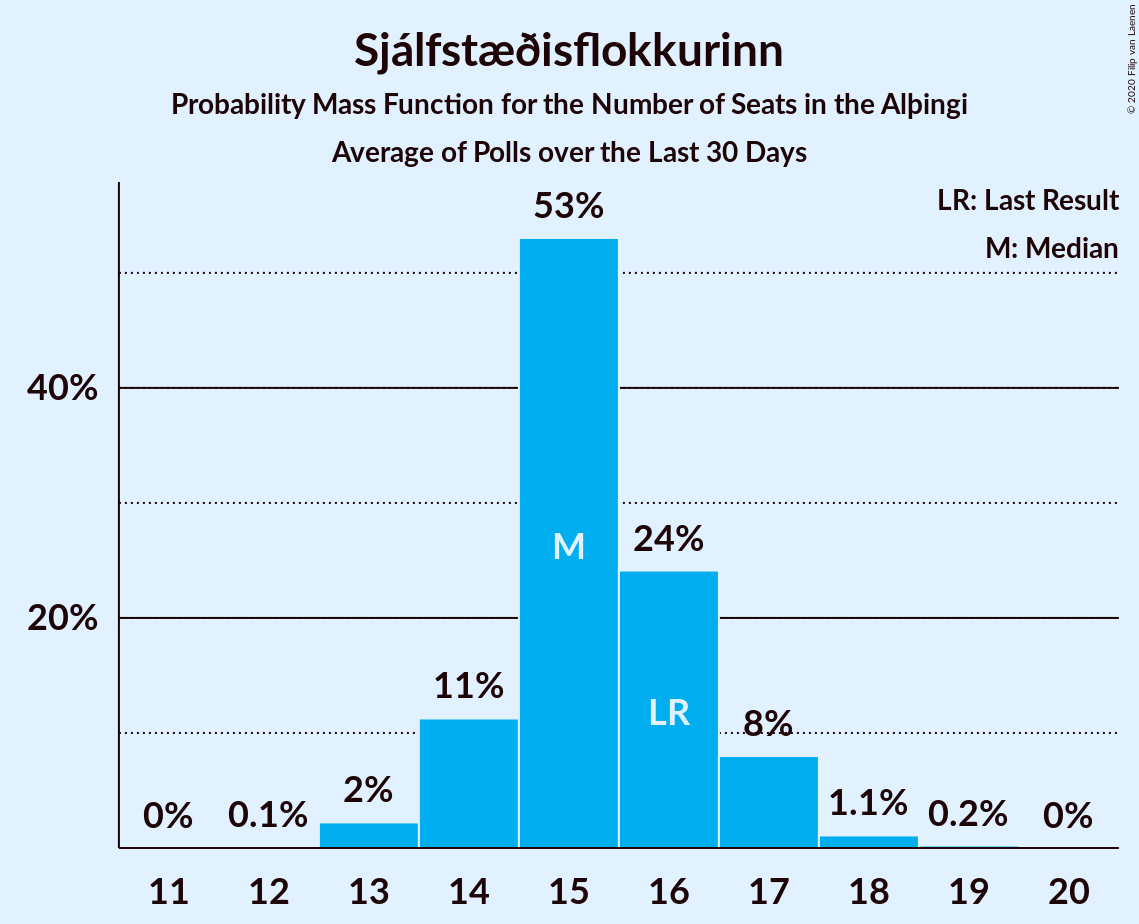 Sjálfstæðisflokkurinn
Probability Mass Function for the Number of Seats in the Alþingi
Average of Polls over the Last 30 Days
© 2020 Filip van Laenen
LR: Last Result
M: Median
53%
40%
24%
M
20%
11%
LR
8%
2%
0%
0.1%
1.1%
0.2%
0%
11 12 13 14 15 16 17 18 19 20